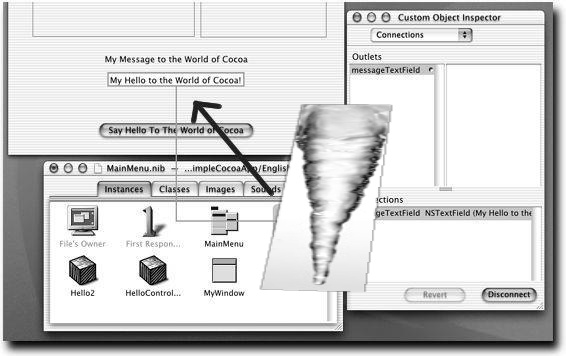 My Message to the World of Cocoa
My Hello to the World of Cocoa!
Say Hello To The World of Cocoa
MainMenu.nib — ...impleCocoaApp/English
Instances
Classes
Images
Sounds
File's Owner
First Respon...
MainMenu
Hello2
HelloControl...
MyWindow
Custom Object Inspector
Connections
Outlets
messageTextField
ections
geTextField NSTextField (My Hello to the
Revert
Disconnect